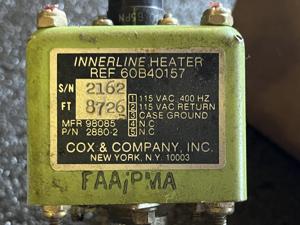 INNERLINE HEATER
REF 60B40157
S/N 2162
FT 8726
1 115 VAC 400 HZ
2 115 VAC RETURN
3 CASE GROUND
4 N.C
5 N.C
MFR 98085
P/N 2880-2
COX & COMPANY, INC.
NEW YORK, N.Y. 10003
FAA/PMA